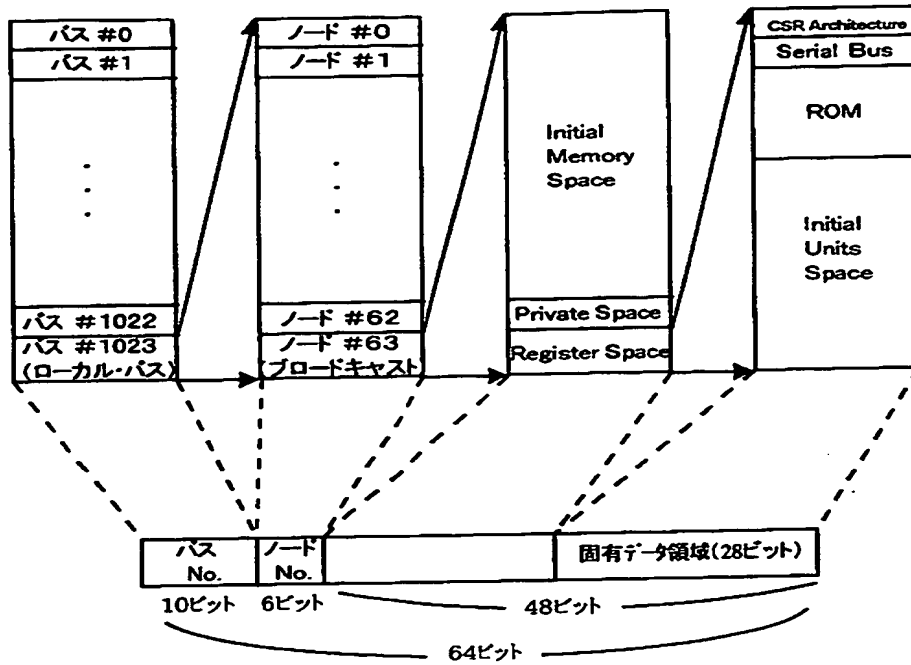 バス #0
バス #1
バス #1022
バス #1023
(ローカル・バス)
ノード #0
ノード #1
ノード #62
ノード #63
(ブロードキャスト)
Initial
Memory
Space
Private Space
Register Space
CSR Architecture
Serial Bus
ROM
Initial
Units
Space
バス
No.
ノード
No.
固有データ領域(28ビット)
10ビット
6ビット
48ビット
64ビット